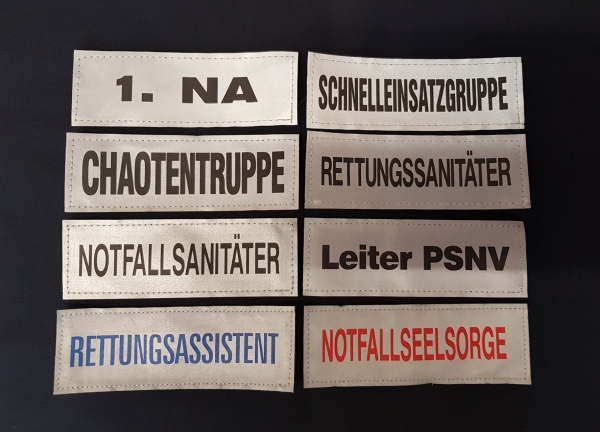 1. NA
SCHNELLEINSATZGRUPPE
CHAOTENTRUPPE
RETTUNGSSANITÄTER
NOTFALLSANITÄTER
Leiter PSNV
RETTUNGSASSISTENT
NOTFALLSEELSORGE